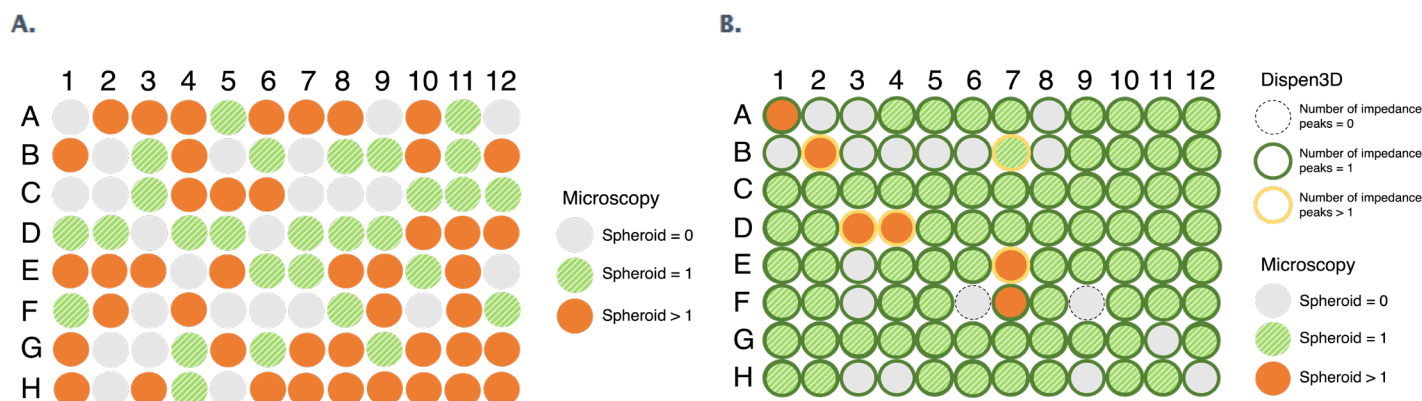 A.
1 2 3 4 5 6 7 8 9 10 11 12
A
B
C
D
E
F
G
H
Microscopy
Spheroid = 0
Spheroid = 1
Spheroid > 1
B.
1 2 3 4 5 6 7 8 9 10 11 12
A
B
C
D
E
F
G
H
Dispen3D
Number of impedance
peaks = 0
Number of impedance
peaks = 1
Number of impedance
peaks > 1
Microscopy
Spheroid = 0
Spheroid = 1
Spheroid > 1